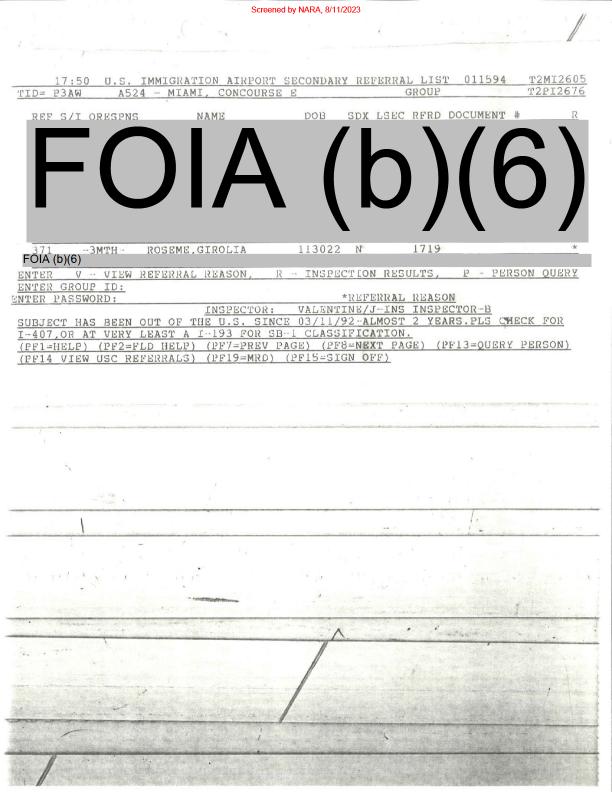 Screened by NARA, 8/11/2023
17:50 U.S. IMMIGRATION AIRPORT SECONDARY REFERRAL LIST 011594 T2MI2605
TID= P3AW A524 - MIAMI, CONCOURSE E GROUP T2PI2676
REF S/I ORESPNS NAME DOB SDX LSEC RFRD DOCUMENT # R
FOIA (b)(6)
371 -3MTH- ROSEME,GIROLIA 113022 N 1719 *
FOIA (b)(6)
ENTER V - VIEW REFERRAL REASON, R - INSPECTION RESULTS, P - PERSON QUERY
ENTER GROUP ID:
ENTER PASSWORD: *REFERRAL REASON
INSPECTOR: VALENTINE/J-INS INSPECTOR-B
SUBJECT HAS BEEN OUT OF THE U.S. SINCE 03/11/92-ALMOST 2 YEARS.PLS CHECK FOR
I-407,OR AT VERY LEAST A I-193 FOR SB-1 CLASSIFICATION.
(PF1=HELP) (PF2=FLD HELP) (PF7=PREV PAGE) (PF8=NEXT PAGE) (PF13=QUERY PERSON)
(PF14 VIEW USC REFERRALS) (PF19=MRD) (PF15=SIGN OFF)